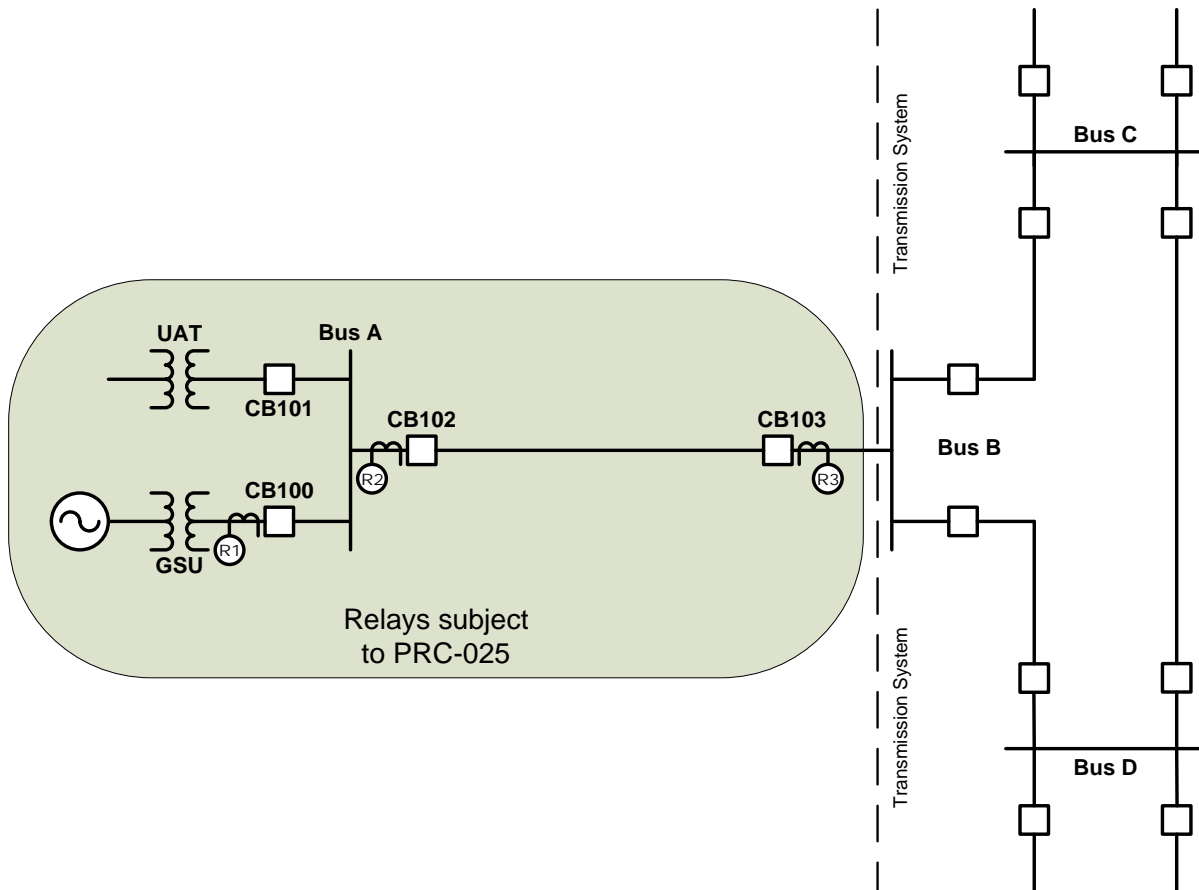 Transmission System
Bus C
UAT
Bus A
CB101
CB102
CB103
R2
R3
Bus B
CB100
R1
GSU
Relays subject
to PRC-025
Transmission System
Bus D